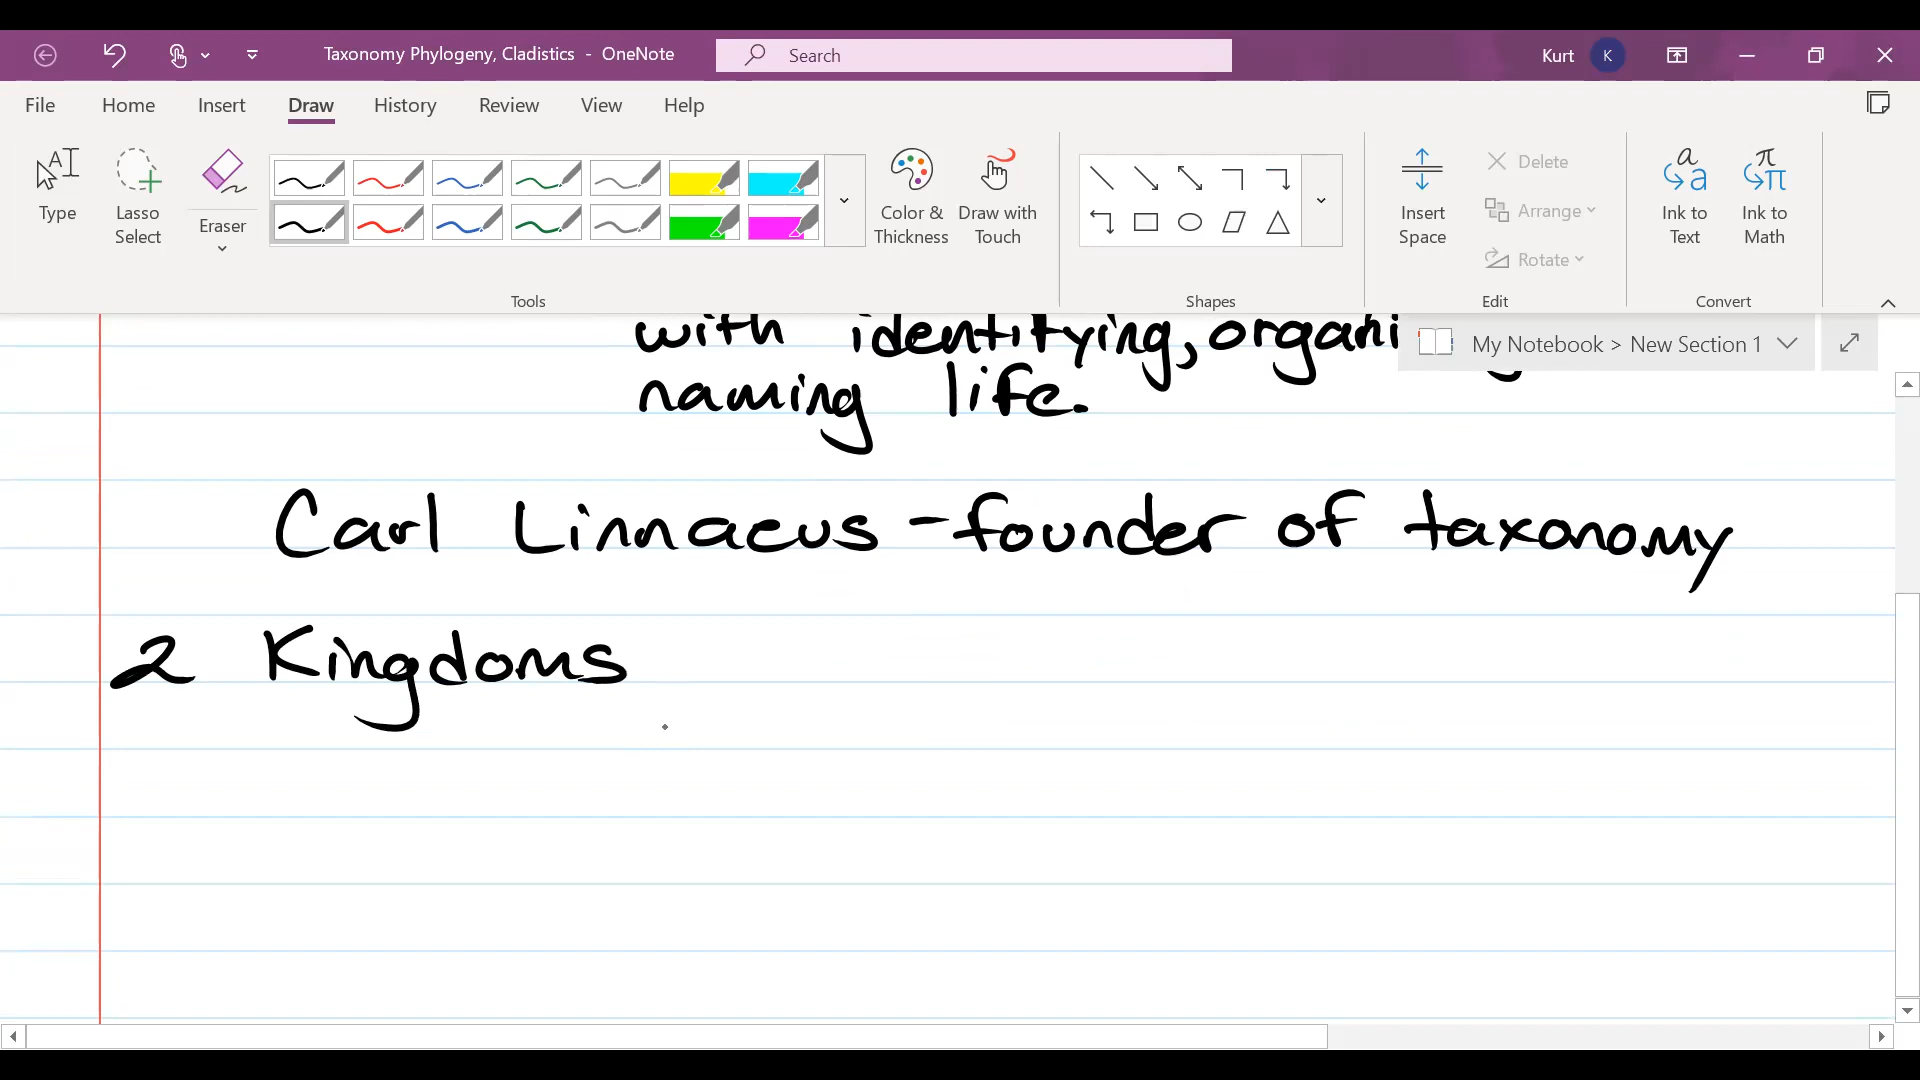 Taxonomy Phylogeny, Cladistics - OneNote
Search
Kurt K
File Home Insert Draw History Review View Help
Type
Lasso Select
Eraser
Color & Thickness
Draw with Touch
Insert Space
Delete
Arrange
Rotate
Ink to Text
Ink to Math
Tools Shapes Edit Convert
My Notebook > New Section 1
with identifying, organi
naming life.
Carl Linnaeus - founder of taxonomy
2 Kingdoms